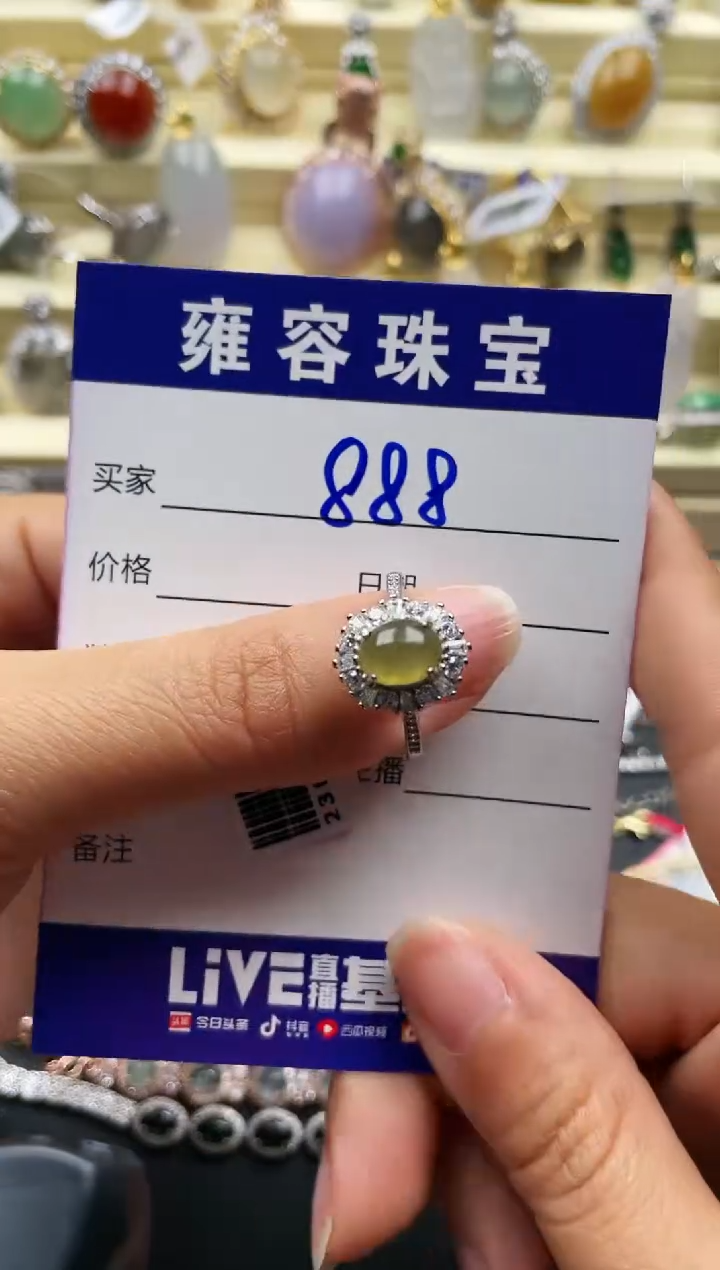 雍容珠宝
买家 888
价格 日期
播
备注
LiVE直播基
今日头条 抖音 西瓜视频